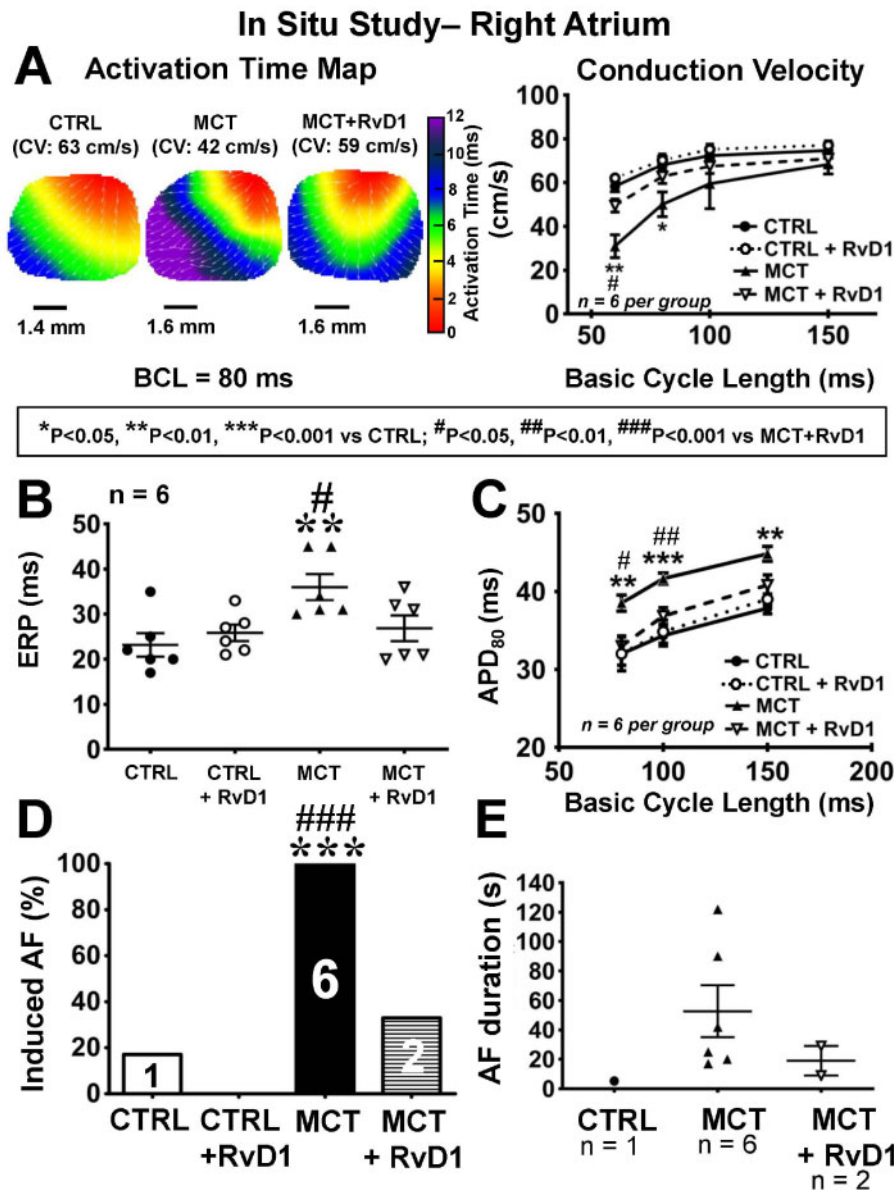 In Situ Study– Right Atrium
A
Activation Time Map
CTRL
(CV: 63 cm/s)
MCT
(CV: 42 cm/s)
MCT+RvD1
(CV: 59 cm/s)
12
10
8
6
4
2
0
Activation Time (ms)
1.4 mm
1.6 mm
1.6 mm
BCL = 80 ms
Conduction Velocity
(cm/s)
100
80
60
40
20
0
**
#
*
CTRL
CTRL + RvD1
MCT
MCT + RvD1
n = 6 per group
50
100
150
Basic Cycle Length (ms)
*P<0.05, **P<0.01, ***P<0.001 vs CTRL; #P<0.05, ##P<0.01, ###P<0.001 vs MCT+RvD1
B
n = 6
#
**
ERP (ms)
50
40
30
20
10
0
CTRL
CTRL
+ RvD1
MCT
MCT
+ RvD1
C
APD80 (ms)
50
40
30
20
#
**
##
***
**
CTRL
CTRL + RvD1
MCT
MCT + RvD1
n = 6 per group
50
100
150
200
Basic Cycle Length (ms)
D
###
***
Induced AF (%)
100
80
60
40
20
0
1
6
2
CTRL
CTRL
+RvD1
MCT
MCT
+ RvD1
E
AF duration (s)
140
120
100
80
60
40
20
0
CTRL
n = 1
MCT
n = 6
MCT
+ RvD1
n = 2